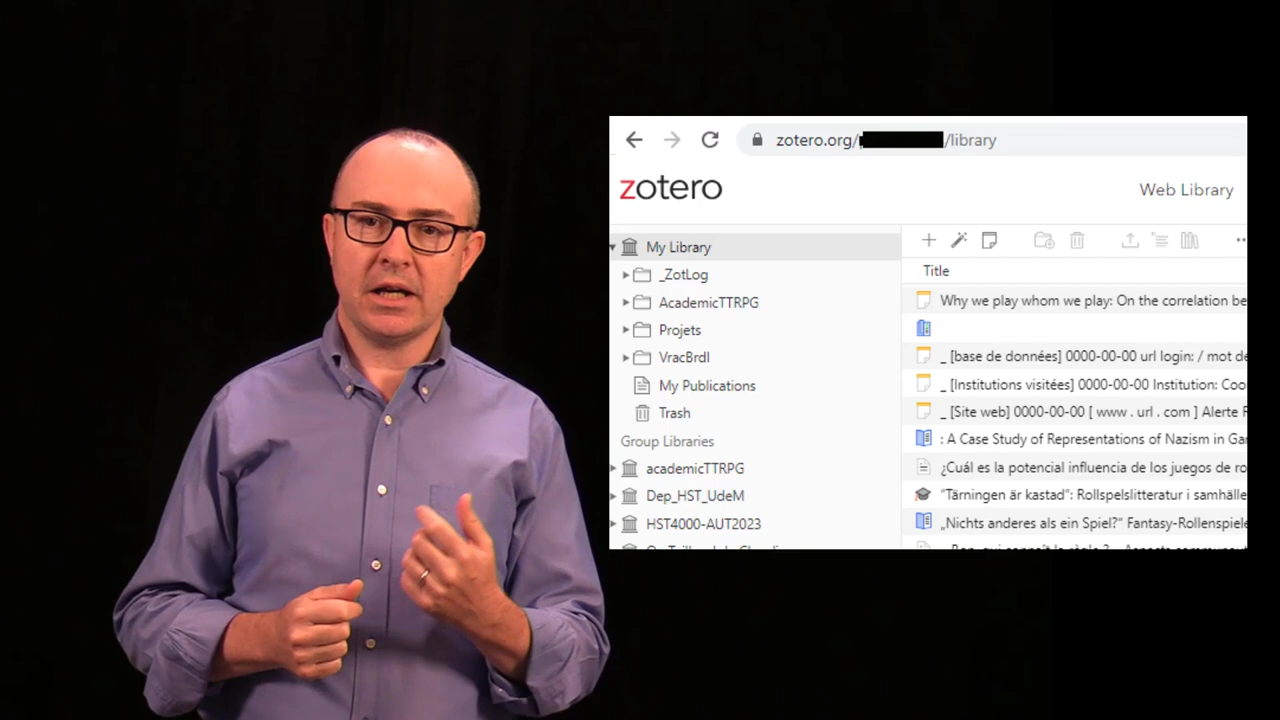 zotero.org/
/library
zotero
Web Library
My Library
_ZotLog
AcademicTTRPG
Projets
VracBrdl
My Publications
Trash
Group Libraries
academicTTRPG
Dep_HST_UdeM
HST4000-AUT2023
Title
Why we play whom we play: On the correlation be
_ [base de données] 0000-00-00 url login: / mot de
_ [Institutions visitées] 0000-00-00 Institution: Coo
_ [Site web] 0000-00-00 [ www . url . com ] Alerte R
: A Case Study of Representations of Nazism in Ga
¿Cuál es la potencial influencia de los juegos de ro
“Tärningen är kastad”: Rollspelslitteratur i samhälle
„Nichts anderes als ein Spiel?“ Fantasy-Rollenspiele